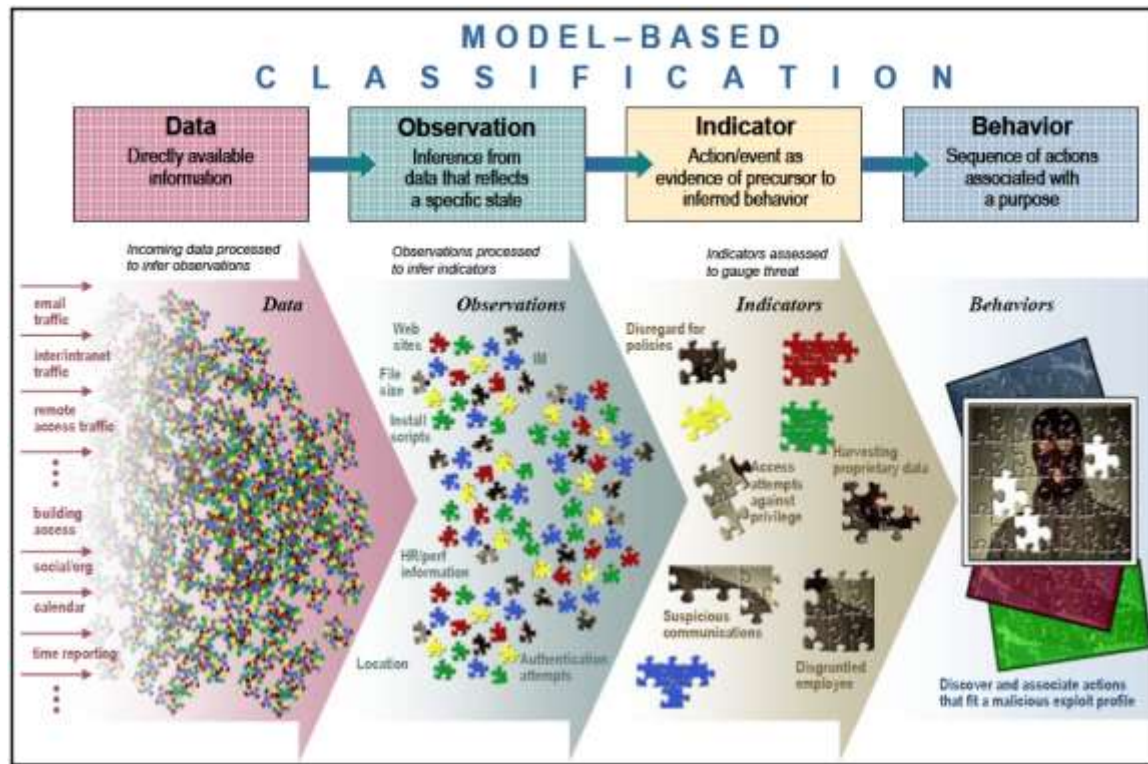 MODEL–BASED
CLASSIFICATION
Data
Directly available
information
Observation
Inference from
data that reflects
a specific state
Indicator
Action/event as
evidence of precursor to
inferred behavior
Behavior
Sequence of actions
associated with
a purpose
Incoming data processed
to infer observations
Observations processed
to infer indicators
Indicators assessed
to gauge threat
Data
email
traffic
inter/intranet
traffic
remote
access traffic
building
access
social/org
calendar
time reporting
Observations
Web
sites
IM
File
size
Install
scripts
HR/perf
information
Location
Authentication
attempts
Indicators
Disregard for
policies
Harvesting
proprietary data
Access
attempts
against
privilege
Suspicious
communications
Disgruntled
employee
Behaviors
Discover and associate actions
that fit a malicious exploit profile